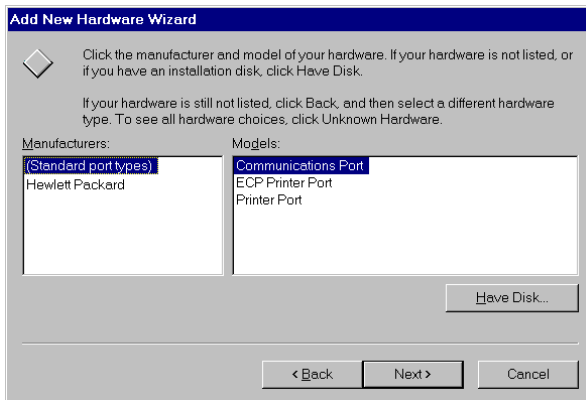 Add New Hardware Wizard
Click the manufacturer and model of your hardware. If your hardware is not listed, or
if you have an installation disk, click Have Disk.
If your hardware is still not listed, click Back, and then select a different hardware
type. To see all hardware choices, click Unknown Hardware.
Manufacturers:
(Standard port types)
Hewlett Packard
Models:
Communications Port
ECP Printer Port
Printer Port
Have Disk...
< Back
Next >
Cancel